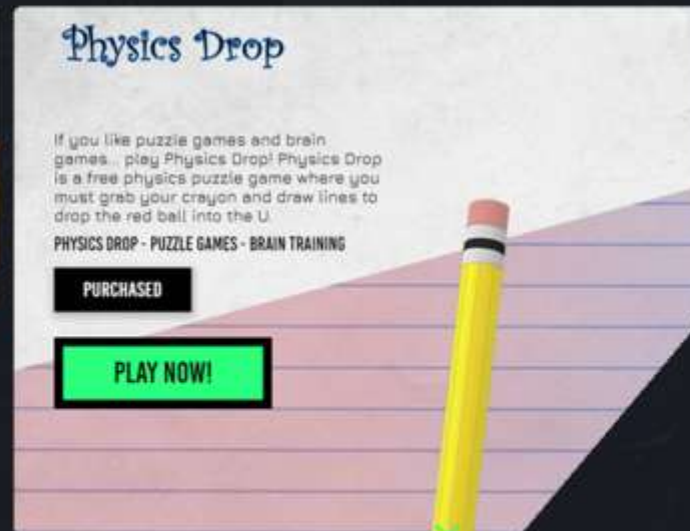 Physics Drop
If you like puzzle games and brain
games... play Physics Drop! Physics Drop
is a free physics puzzle game where you
must grab your crayon and draw lines to
drop the red ball into the U.
PHYSICS DROP - PUZZLE GAMES - BRAIN TRAINING
PURCHASED
PLAY NOW!